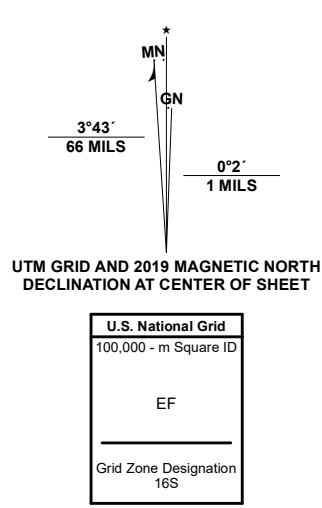 ★
MN
GN
3°43´
66 MILS
0°2´
1 MILS
UTM GRID AND 2019 MAGNETIC NORTH
DECLINATION AT CENTER OF SHEET
U.S. National Grid
100,000 - m Square ID
EF
Grid Zone Designation
16S